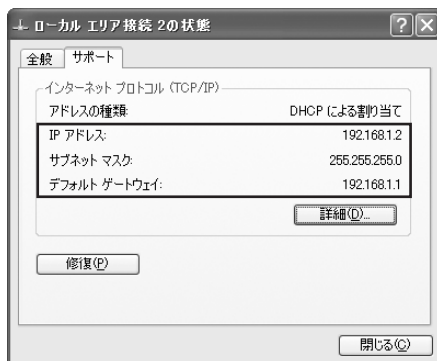 ローカル エリア接続 2の状態
全般 サポート
インターネット プロトコル (TCP/IP)
アドレスの種類: DHCP による割り当て
IP アドレス: 192.168.1.2
サブネット マスク: 255.255.255.0
デフォルト ゲートウェイ: 192.168.1.1
詳細(D)...
修復(P)
閉じる(C)